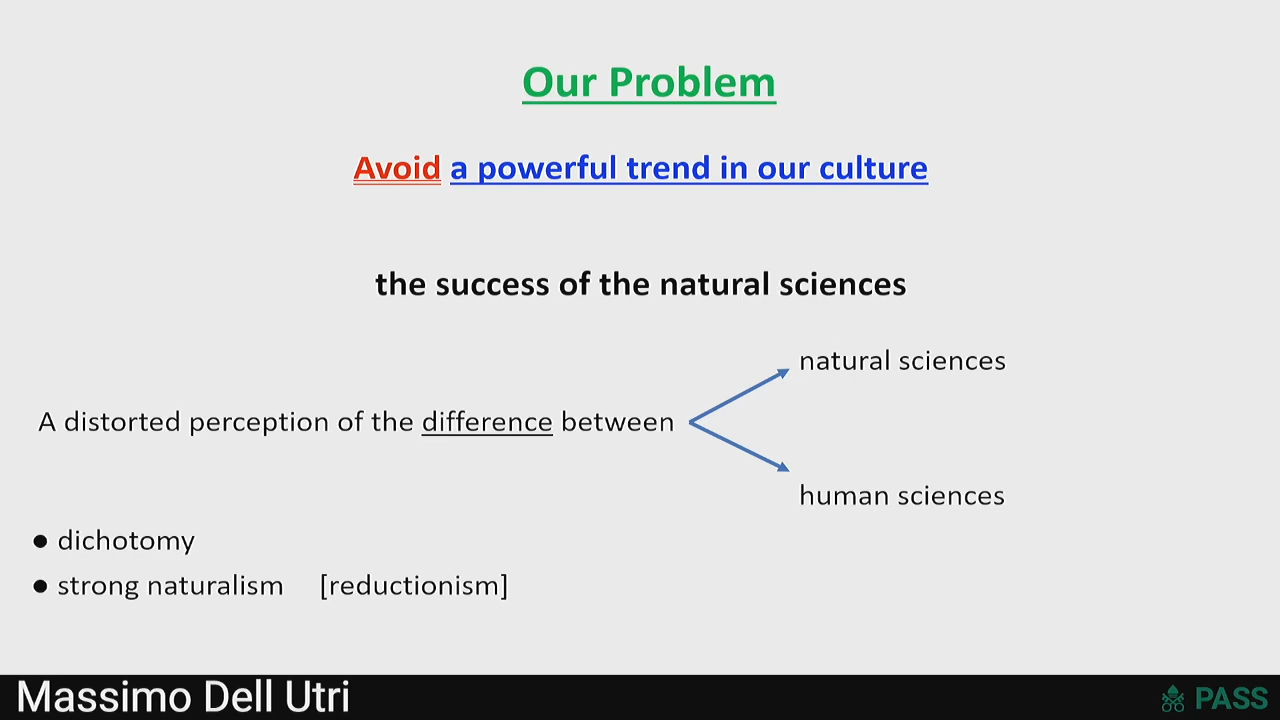 Our Problem
Avoid a powerful trend in our culture
the success of the natural sciences
natural sciences
A distorted perception of the difference between
human sciences
● dichotomy
● strong naturalism [reductionism]
Massimo Dell Utri
PASS